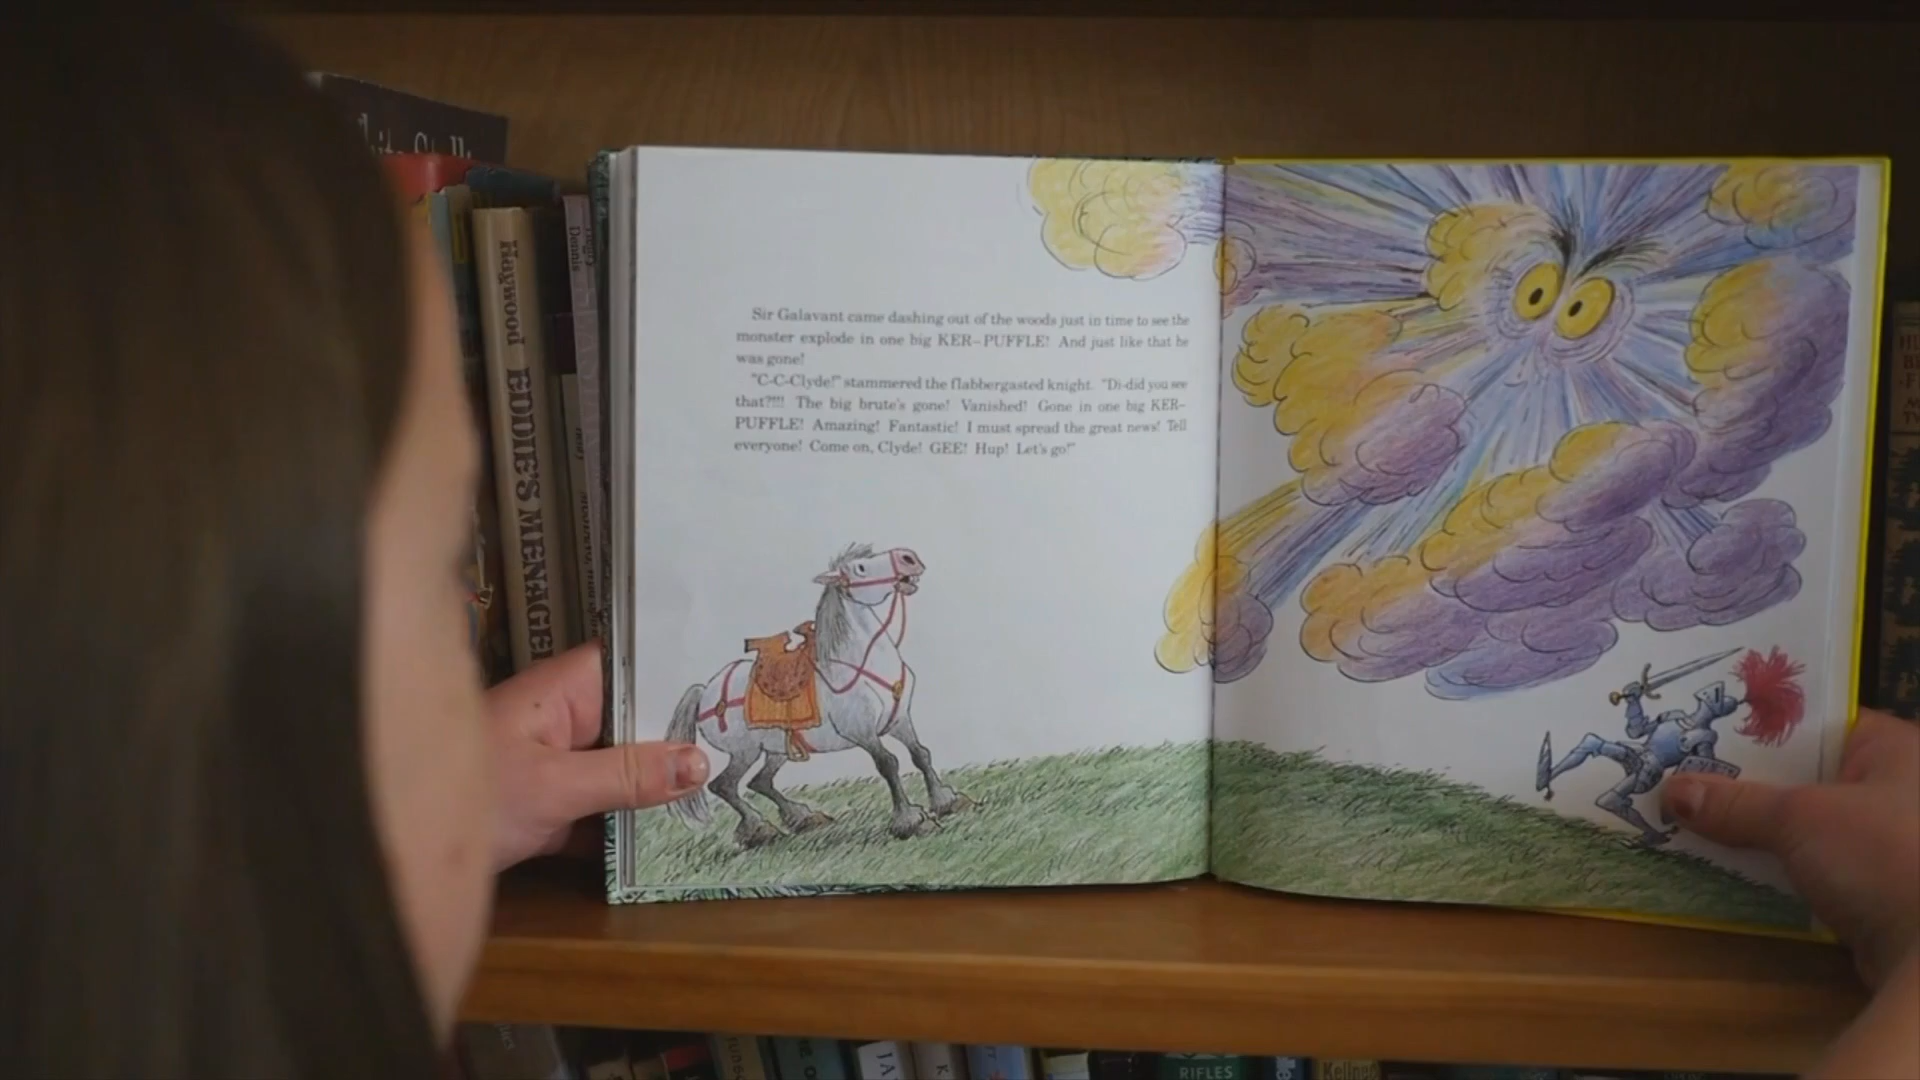 Haywood EDDIE'S MENAGE
Dennis
Sir Galavant came dashing out of the woods just in time to see the
monster explode in one big KER–PUFFLE! And just like that he
was gone!
"C-C-Clyde!" stammered the flabbergasted knight. "Di-did you see
that?!!! The big brute's gone! Vanished! Gone in one big KER–
PUFFLE! Amazing! Fantastic! I must spread the great news! Tell
everyone! Come on, Clyde! GEE! Hup! Let's go!"
RIFLES